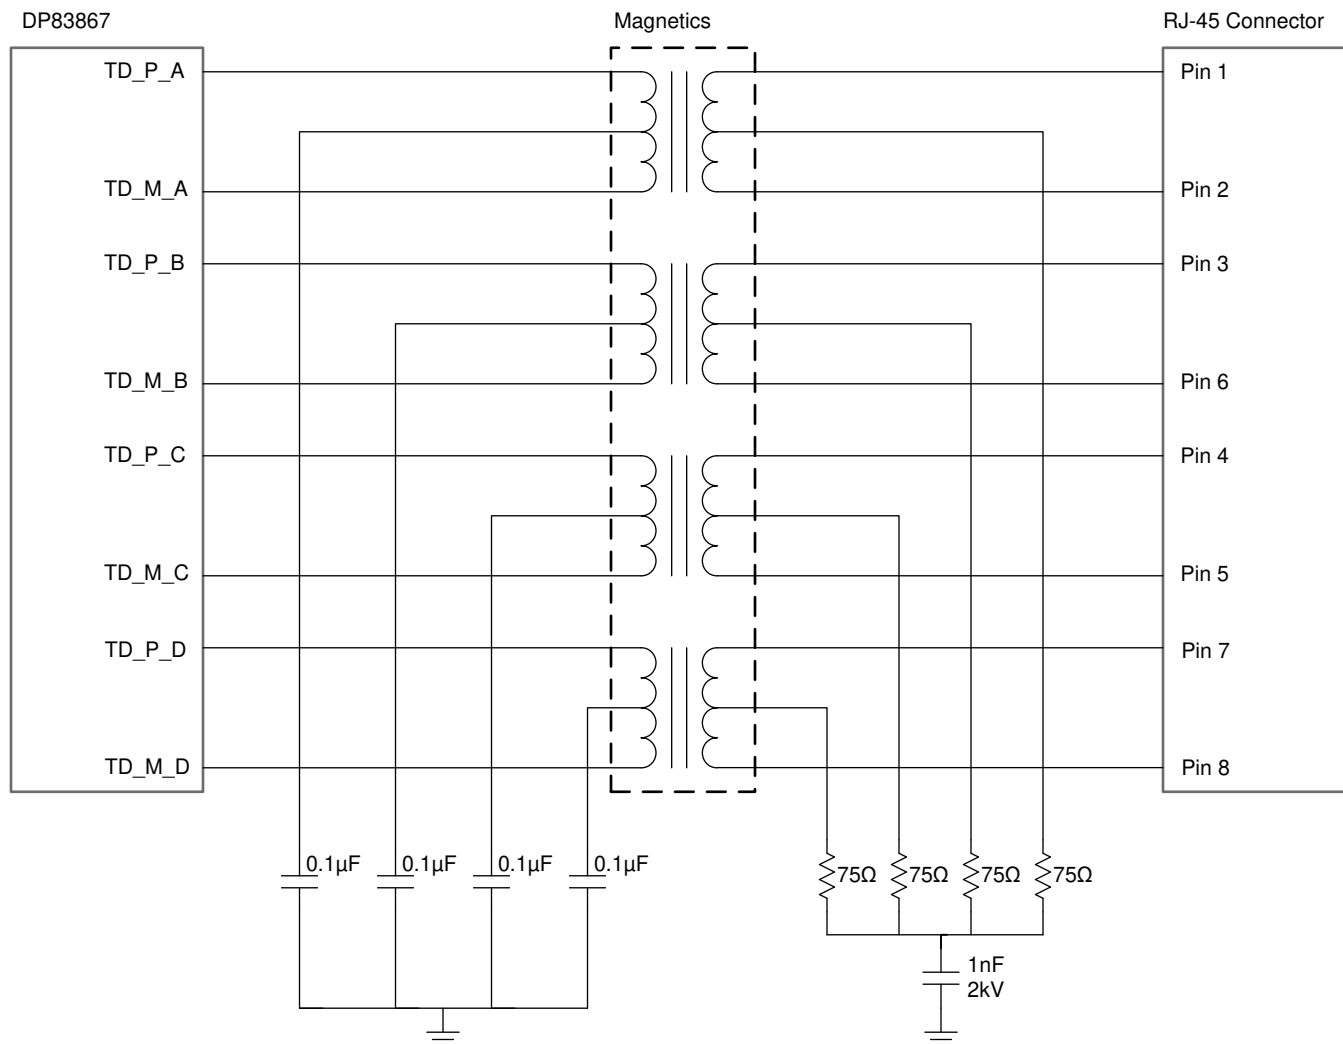 DP83867
Magnetics
RJ-45 Connector
TD_P_A
Pin 1
TD_M_A
Pin 2
TD_P_B
Pin 3
TD_M_B
Pin 6
TD_P_C
Pin 4
TD_M_C
Pin 5
TD_P_D
Pin 7
TD_M_D
Pin 8
0.1µF
0.1µF
0.1µF
0.1µF
75Ω
75Ω
75Ω
75Ω
1nF
2kV